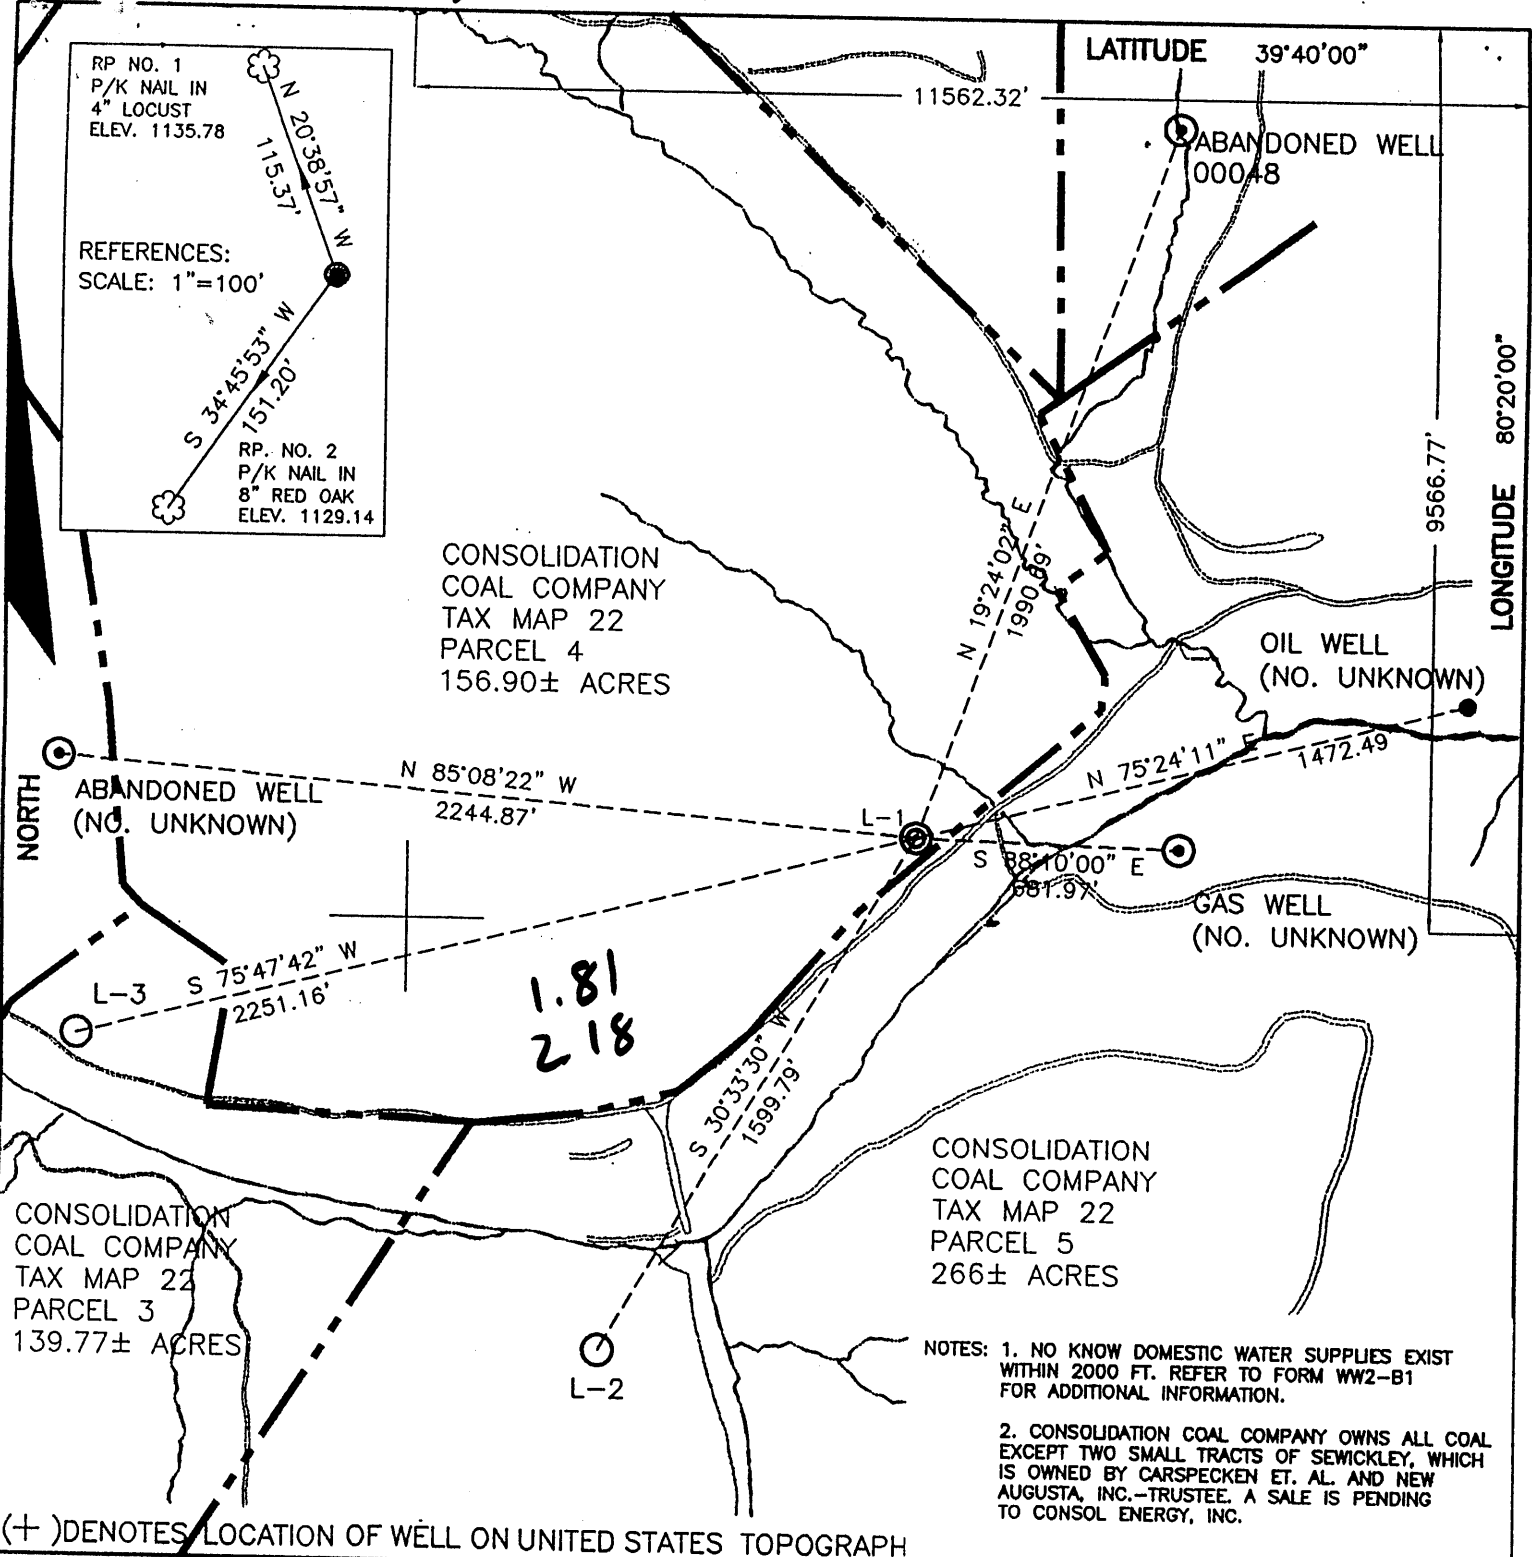 LATITUDE 39°40'00"
11562.32'
RP NO. 1
P/K NAIL IN
4" LOCUST
ELEV. 1135.78
N 20°38'57" W
115.37'
REFERENCES:
SCALE: 1"=100'
S 34°45'53" W
151.20'
RP. NO. 2
P/K NAIL IN
8" RED OAK
ELEV. 1129.14
ABANDONED WELL
00048
LONGITUDE 80°20'00"
9566.77'
CONSOLIDATION
COAL COMPANY
TAX MAP 22
PARCEL 4
156.90± ACRES
N 19°24'02" E
OIL WELL
(NO. UNKNOWN)
N 75°24'11" E
1472.49
NORTH
ABANDONED WELL
(NO. UNKNOWN)
N 85°08'22" W
2244.87'
L-1
S 88°10'00" E
681.97'
GAS WELL
(NO. UNKNOWN)
S 75°47'42" W
2251.16'
L-3
1.81
2.18
S 30°33'30" W
1599.79'
CONSOLIDATION
COAL COMPANY
TAX MAP 22
PARCEL 5
266± ACRES
CONSOLIDATION
COAL COMPANY
TAX MAP 22
PARCEL 3
139.77± ACRES
L-2
NOTES: 1. NO KNOW DOMESTIC WATER SUPPLIES EXIST
WITHIN 2000 FT. REFER TO FORM WW2-B1
FOR ADDITIONAL INFORMATION.
2. CONSOLIDATION COAL COMPANY OWNS ALL COAL
EXCEPT TWO SMALL TRACTS OF SEWICKLEY, WHICH
IS OWNED BY CARSPECKEN ET. AL. AND NEW
AUGUSTA, INC.-TRUSTEE. A SALE IS PENDING
TO CONSOL ENERGY, INC.
(+)DENOTES LOCATION OF WELL ON UNITED STATES TOPOGRAPH